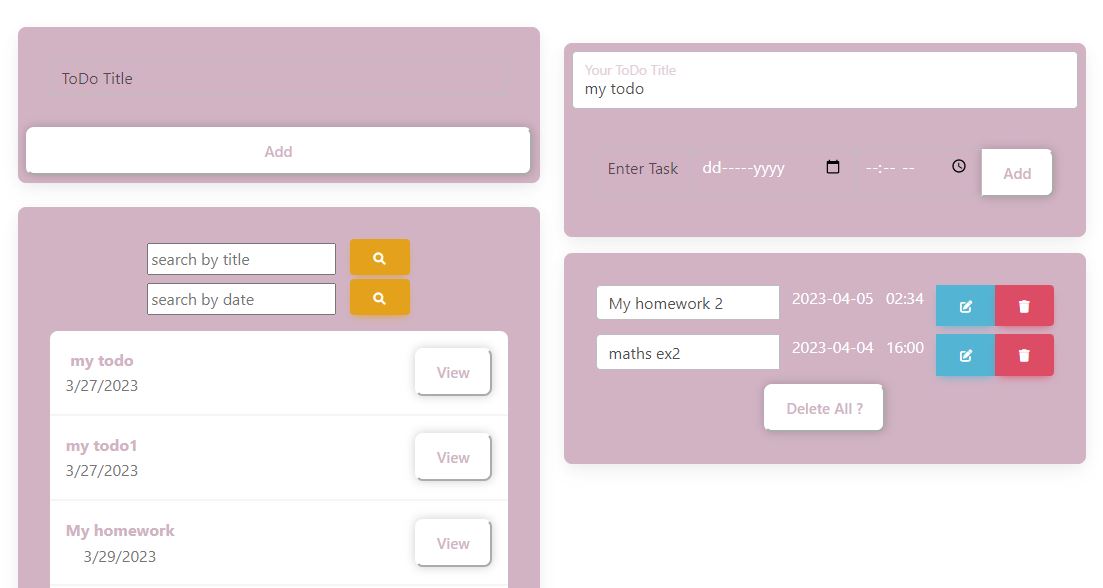 ToDo Title
Add
search by title
search by date
my todo
3/27/2023
View
my todo1
3/27/2023
View
My homework
3/29/2023
View
Your ToDo Title
my todo
Enter Task dd-----yyyy --:-- -- Add
My homework 2 2023-04-05 02:34
maths ex2 2023-04-04 16:00
Delete All ?